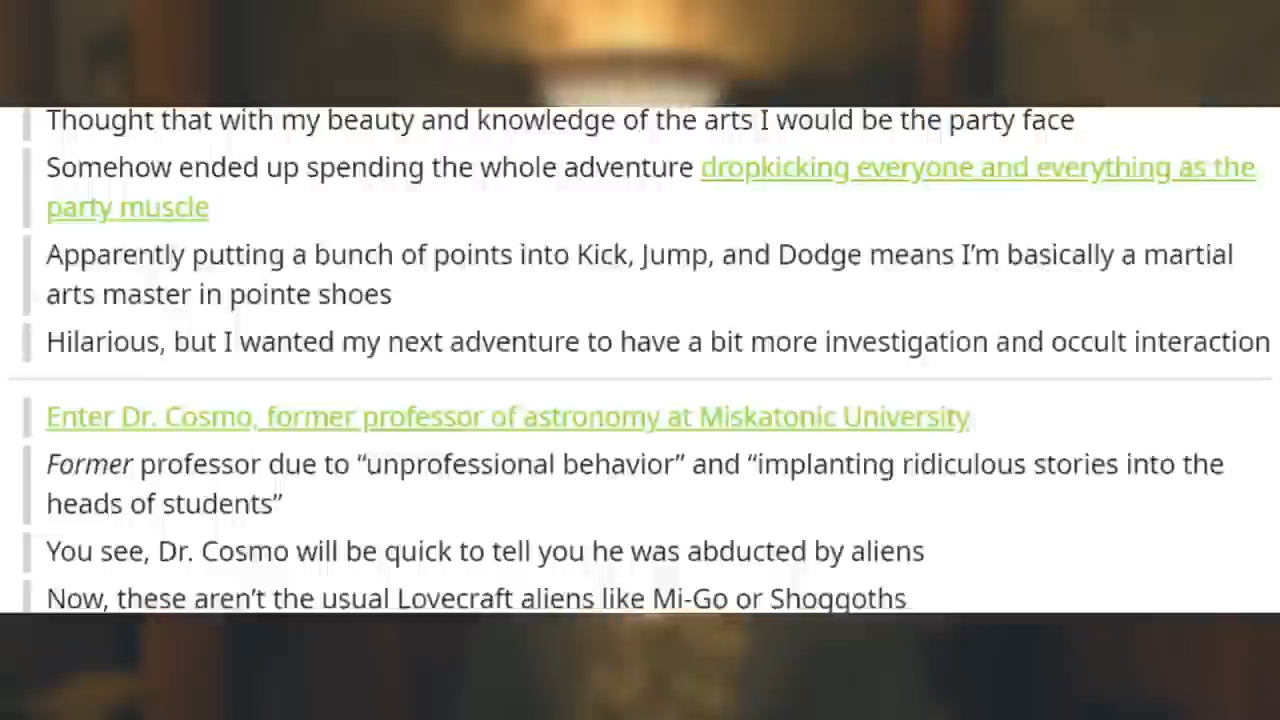 Thought that with my beauty and knowledge of the arts I would be the party face
Somehow ended up spending the whole adventure dropkicking everyone and everything as the
party muscle
Apparently putting a bunch of points into Kick, Jump, and Dodge means I’m basically a martial
arts master in pointe shoes
Hilarious, but I wanted my next adventure to have a bit more investigation and occult interaction
Enter Dr. Cosmo, former professor of astronomy at Miskatonic University
Former professor due to “unprofessional behavior” and “implanting ridiculous stories into the
heads of students”
You see, Dr. Cosmo will be quick to tell you he was abducted by aliens
Now, these aren’t the usual Lovecraft aliens like Mi-Go or Shoggoths